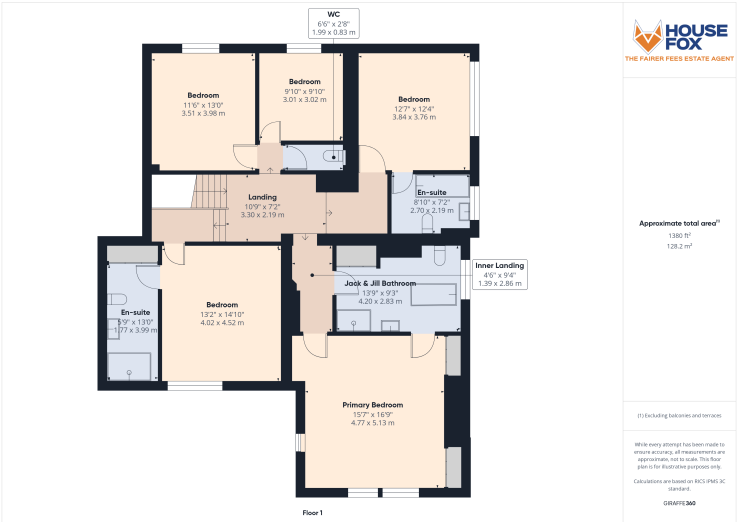 WC
6'6" x 2'8"
1.99 x 0.83 m
Bedroom
11'6" x 13'0"
3.51 x 3.98 m
Bedroom
9'10" x 9'10"
3.01 x 3.02 m
Bedroom
12'7" x 12'4"
3.84 x 3.76 m
Landing
10'9" x 7'2"
3.30 x 2.19 m
En-suite
8'10" x 7'2"
2.70 x 2.19 m
Inner Landing
4'6" x 9'4"
1.39 x 2.86 m
Jack & Jill Bathroom
13'9" x 9'3"
4.20 x 2.83 m
En-suite
5'9" x 13'0"
1.77 x 3.99 m
Bedroom
13'2" x 14'10"
4.02 x 4.52 m
Primary Bedroom
15'7" x 16'9"
4.77 x 5.13 m
Floor 1
HOUSE
FOX
THE FAIRER FEES ESTATE AGENT
Approximate total area(1)
1380 ft²
128.2 m²
(1) Excluding balconies and terraces
While every attempt has been made to
ensure accuracy, all measurements are
approximate, not to scale. This floor
plan is for illustrative purposes only.
Calculations are based on RICS IPMS 3C
standard.
GIRAFFE360